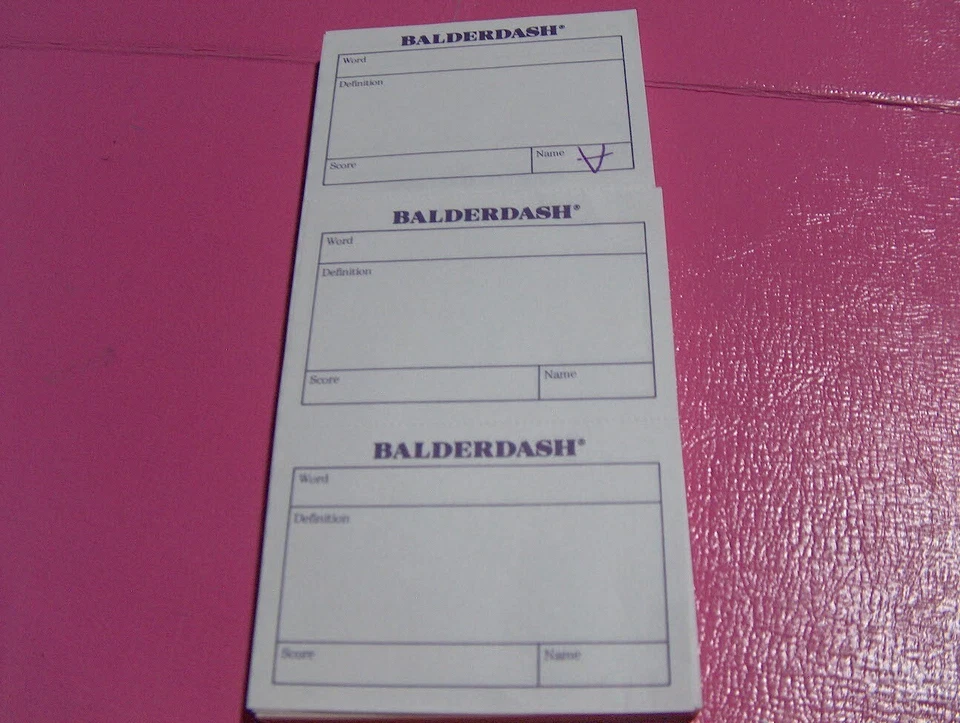 BALDERDASH®
Word
Definition
Score Name A
BALDERDASH®
Word
Definition
Score Name
BALDERDASH®
Word
Definition
Score Name